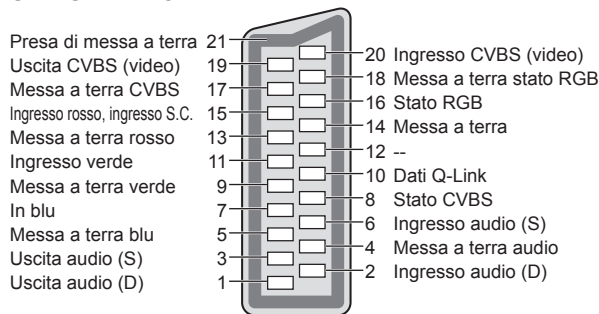 Presa di messa a terra 21
Uscita CVBS (video) 19
Messa a terra CVBS 17
Ingresso rosso, ingresso S.C. 15
Messa a terra rosso 13
Ingresso verde 11
Messa a terra verde 9
In blu 7
Messa a terra blu 5
Uscita audio (S) 3
Uscita audio (D) 1
20 Ingresso CVBS (video)
18 Messa a terra stato RGB
16 Stato RGB
14 Messa a terra
12 --
10 Dati Q-Link
8 Stato CVBS
6 Ingresso audio (S)
4 Messa a terra audio
2 Ingresso audio (D)